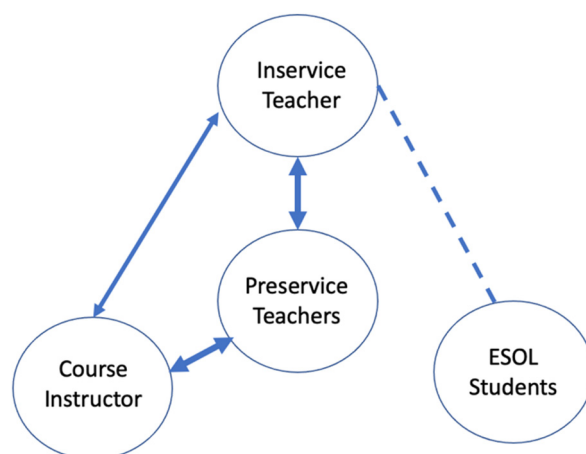 Inservice
Teacher
Preservice
Teachers
Course
Instructor
ESOL
Students